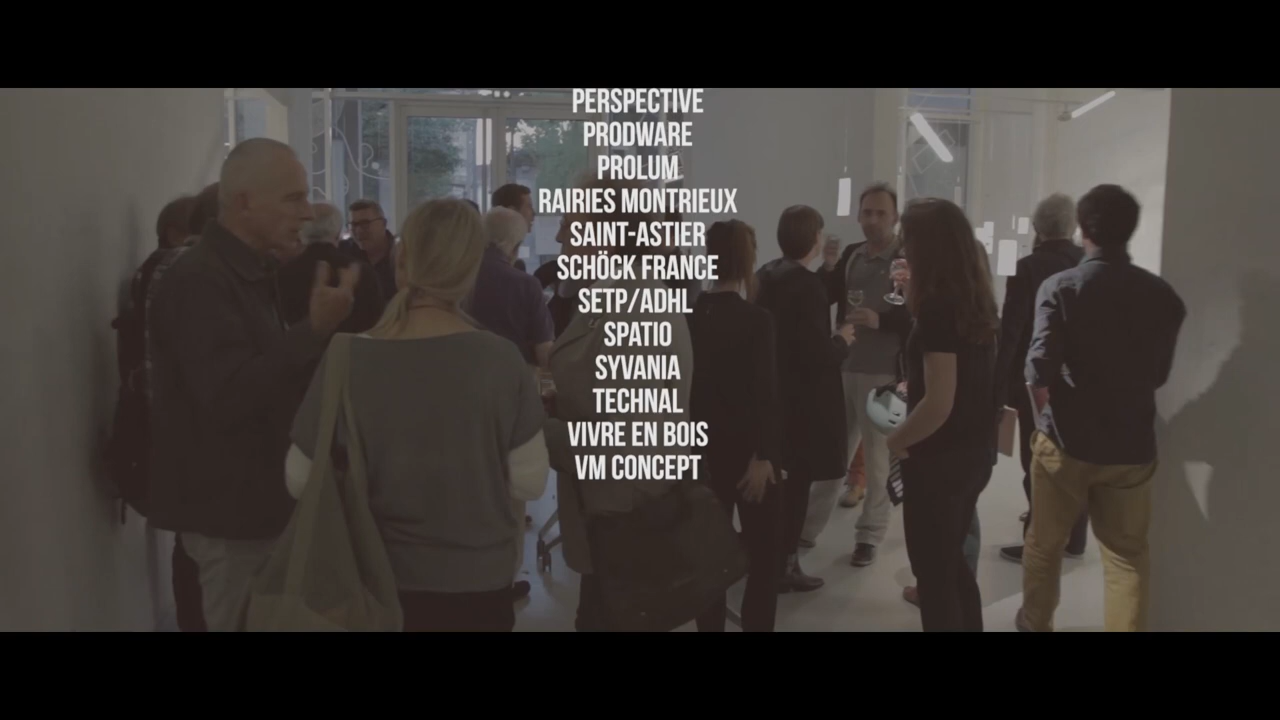 PERSPECTIVE
PRODWARE
PROLUM
RAIRIES MONTRIEUX
SAINT-ASTIER
SCHÖCK FRANCE
SETP/ADHL
SPATIO
SYVANIA
TECHNAL
VIVRE EN BOIS
VM CONCEPT